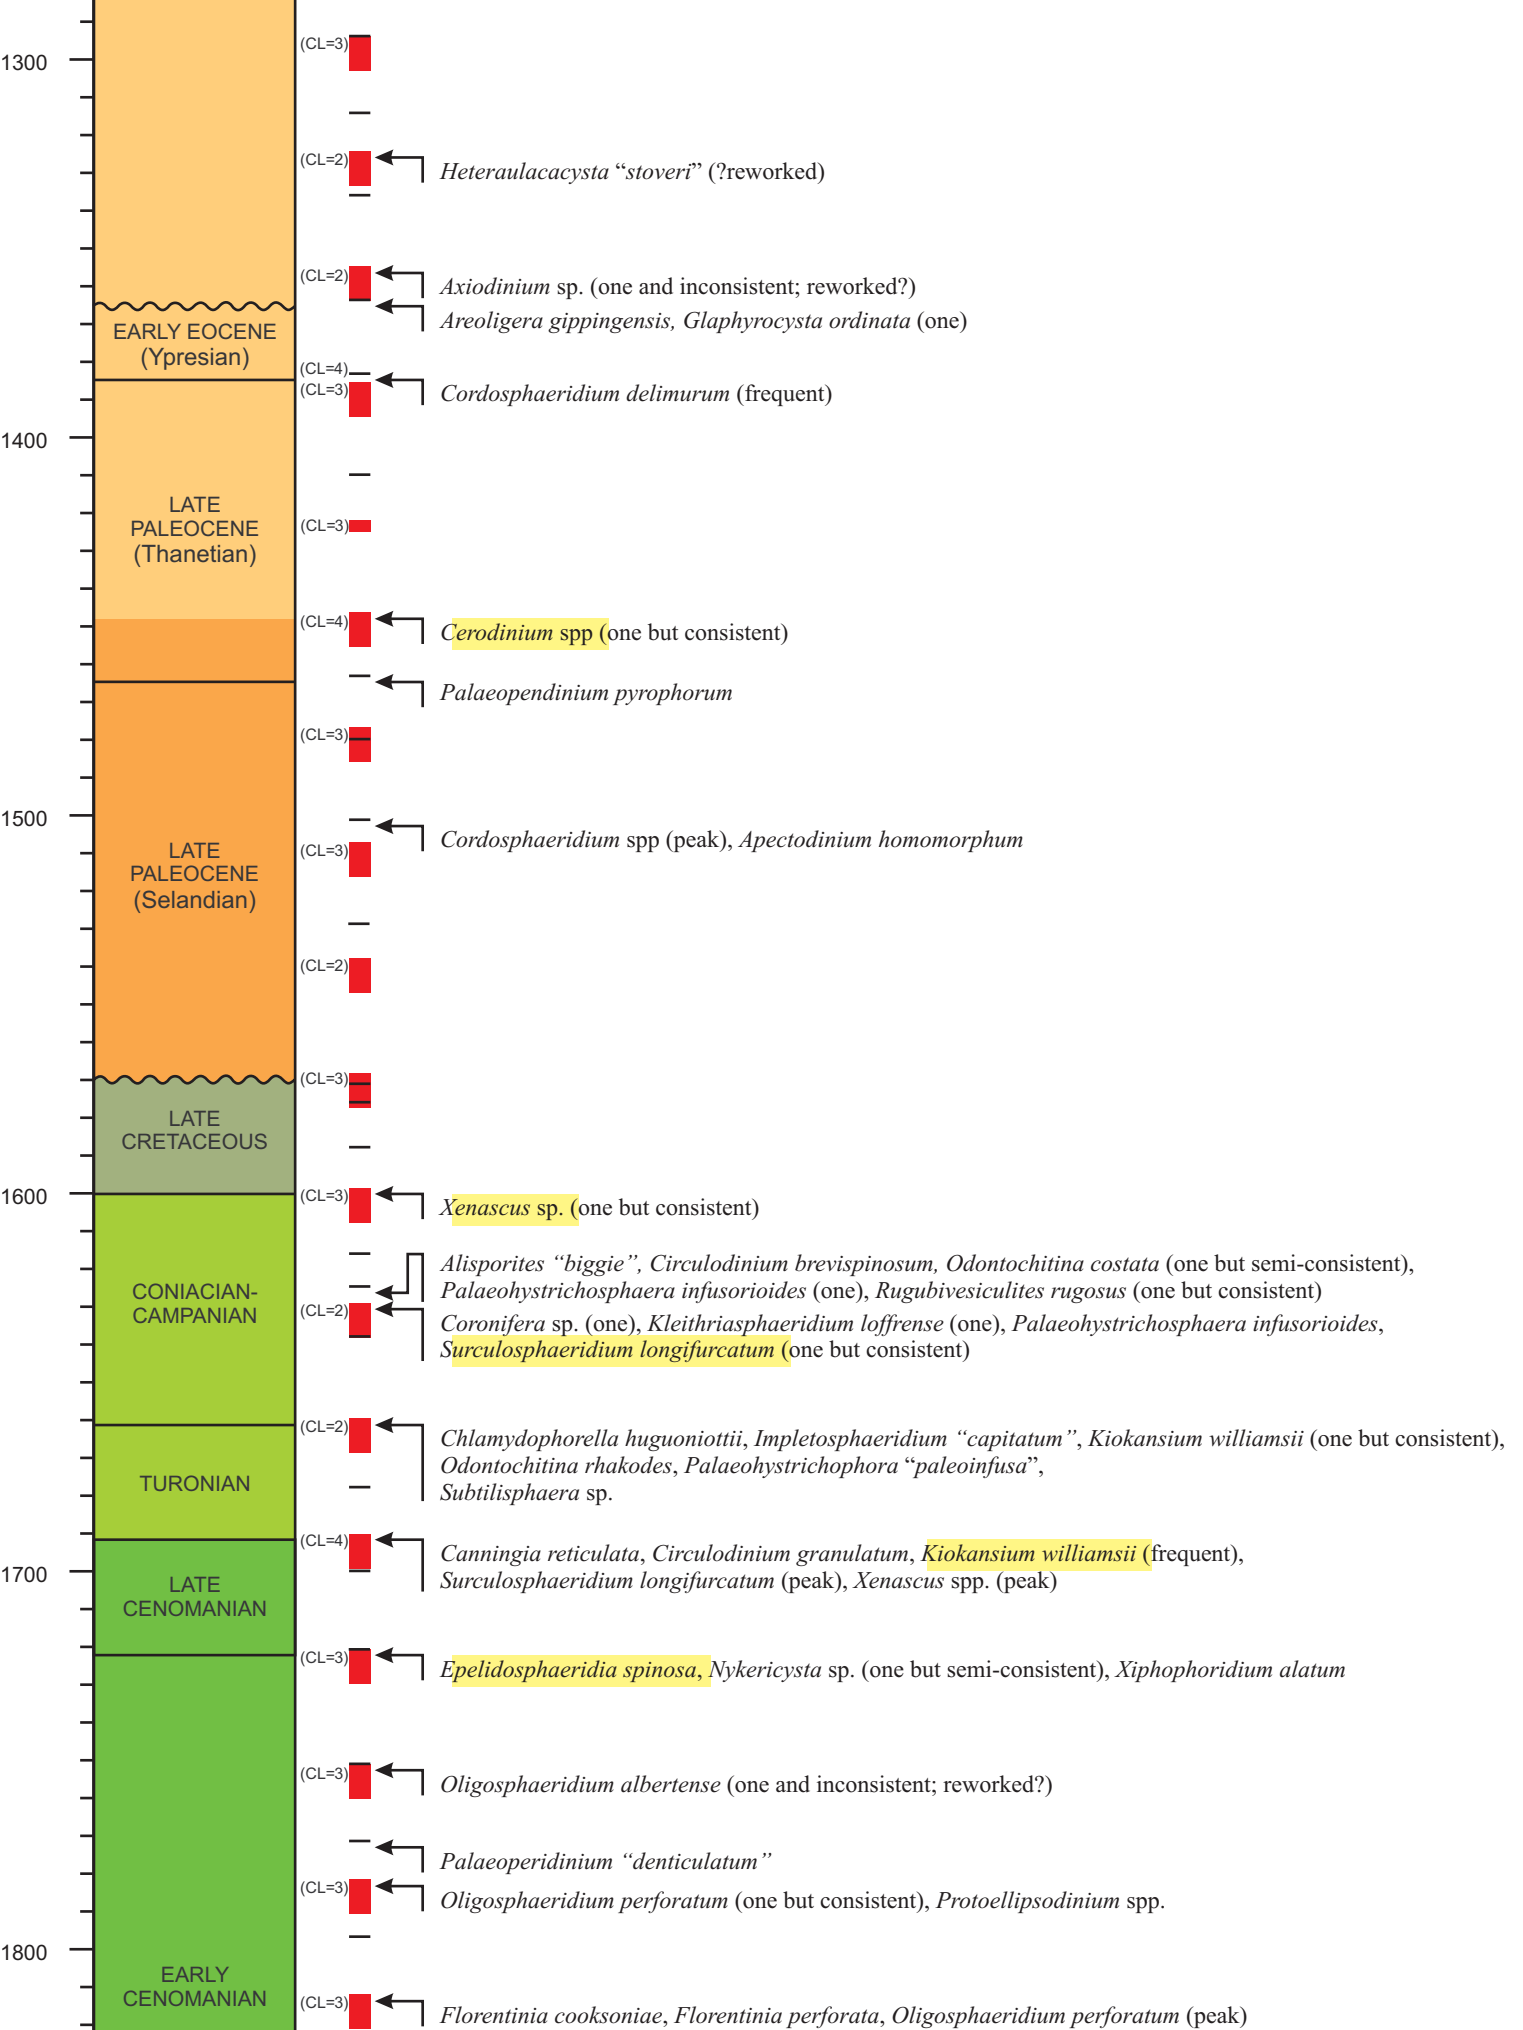 (CL=3)
1300
(CL=2)
Heteraulacacysta “stoveri” (?reworked)
(CL=2)
Axiodinium sp. (one and inconsistent; reworked?)
Areoligera gippingensis, Glaphyrocysta ordinata (one)
EARLY EOCENE
(Ypresian)
(CL=4)
(CL=3)
Cordosphaeridium delimurum (frequent)
1400
LATE
PALEOCENE
(Thanetian)
(CL=3)
(CL=4)
Cerodinium spp (one but consistent)
Palaeopendinium pyrophorum
(CL=3)
1500
Cordosphaeridium spp (peak), Apectodinium homomorphum
(CL=3)
LATE
PALEOCENE
(Selandian)
(CL=2)
(CL=3)
LATE
CRETACEOUS
1600
(CL=3)
Xenascus sp. (one but consistent)
Alisporites “biggie”, Circulodinium brevispinosum, Odontochitina costata (one but semi-consistent),
Palaeohystrichosphaera infusorioides (one), Rugubivesiculites rugosus (one but consistent)
CONIACIAN-
CAMPANIAN
(CL=2)
Coronifera sp. (one), Kleithriasphaeridium loffrense (one), Palaeohystrichosphaera infusorioides,
Surculosphaeridium longifurcatum (one but consistent)
(CL=2)
Chlamydophorella huguoniottii, Impletosphaeridium “capitatum”, Kiokansium williamsii (one but consistent),
Odontochitina rhakodes, Palaeohystrichophora “paleoinfusa”,
Subtilisphaera sp.
TURONIAN
(CL=4)
Canningia reticulata, Circulodinium granulatum, Kiokansium williamsii (frequent),
Surculosphaeridium longifurcatum (peak), Xenascus spp. (peak)
1700
LATE
CENOMANIAN
(CL=3)
Epelidosphaeridia spinosa, Nykericysta sp. (one but semi-consistent), Xiphophoridium alatum
(CL=3)
Oligosphaeridium albertense (one and inconsistent; reworked?)
Palaeoperidinium “denticulatum”
(CL=3)
Oligosphaeridium perforatum (one but consistent), Protoellipsodinium spp.
1800
EARLY
CENOMANIAN
(CL=3)
Florentinia cooksoniae, Florentinia perforata, Oligosphaeridium perforatum (peak)